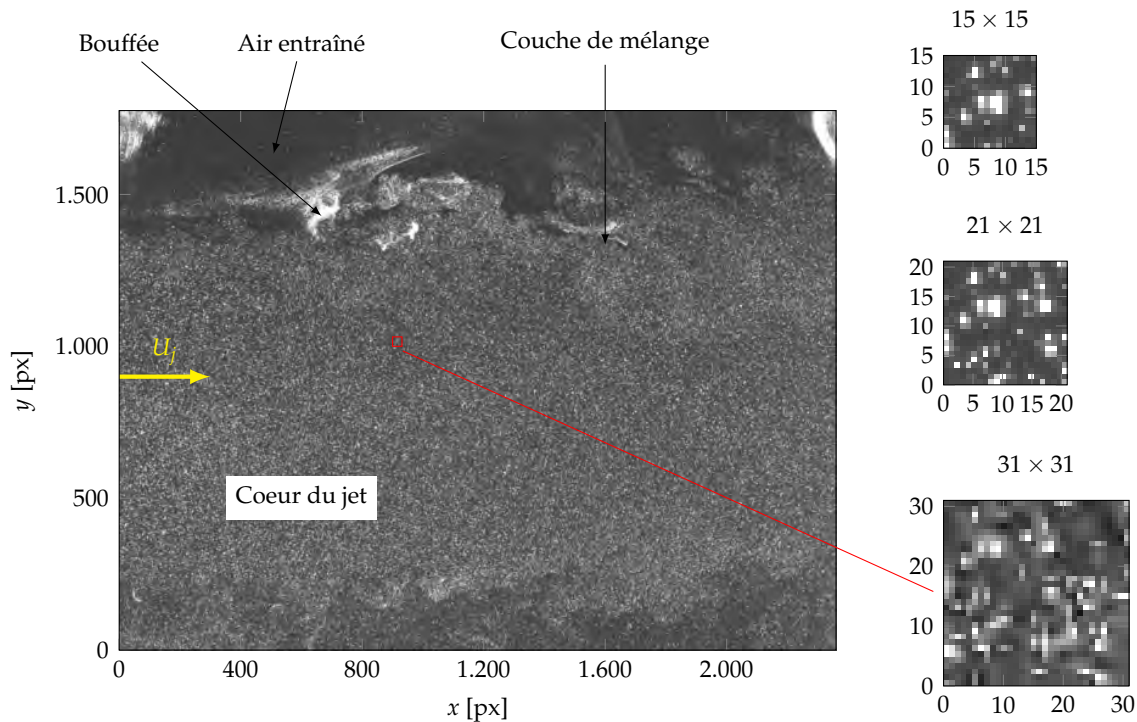 Bouffée
Air entraîné
Couche de mélange
15 × 15
15
10
5
0
0 5 10 15
21 × 21
20
15
10
5
0
0 5 10 15 20
31 × 31
30
20
10
0
0 10 20 30
1.500
1.000
500
0
y [px]
U_j
Coeur du jet
0 400 800 1.200 1.600 2.000
x [px]